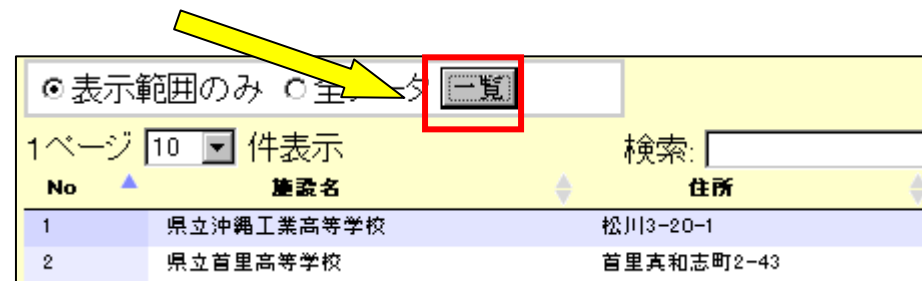 表示範囲のみ 全データ 一覧
1ページ 10 件表示 検索:
No 施設名 住所
1 県立沖縄工業高等学校 松川3-20-1
2 県立首里高等学校 首里真和志町2-43